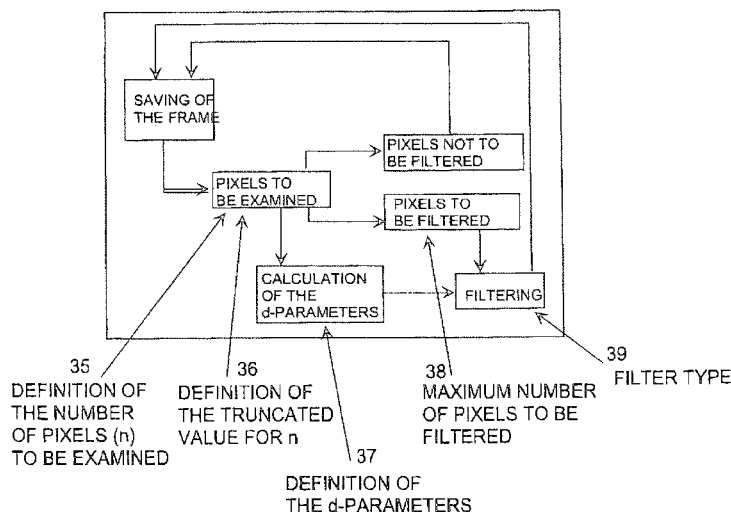 SAVING OF
THE FRAME
PIXELS NOT TO
BE FILTERED
PIXELS TO
BE EXAMINED
PIXELS TO
BE FILTERED
CALCULATION
OF THE
d-PARAMETERS
FILTERING
35
DEFINITION OF
THE NUMBER
OF PIXELS (n)
TO BE EXAMINED
36
DEFINITION OF
THE TRUNCATED
VALUE FOR n
37
DEFINITION OF
THE d-PARAMETERS
38
MAXIMUM NUMBER
OF PIXELS TO BE
FILTERED
39
FILTER TYPE